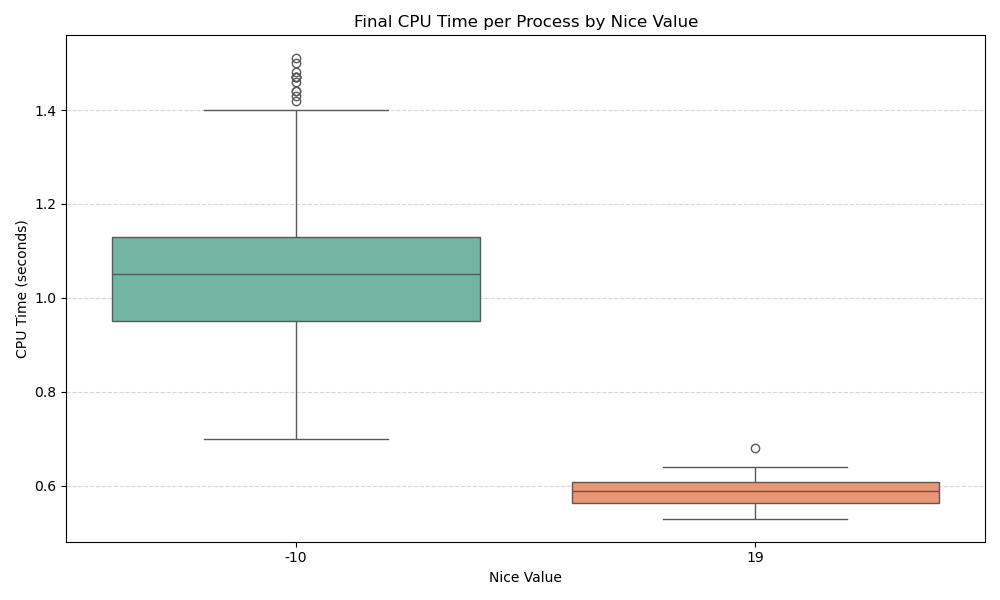 Final CPU Time per Process by Nice Value
CPU Time (seconds)
1.4
1.2
1.0
0.8
0.6
-10
19
Nice Value